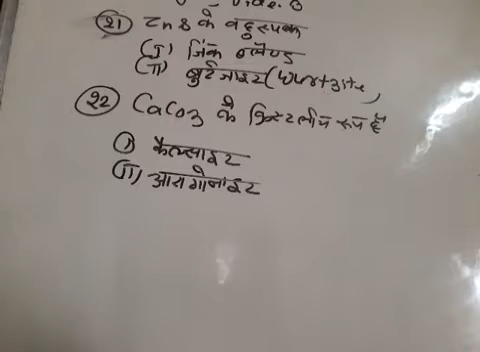 (21) ZnS के बहुरूपक
(I) जिंक ब्लैण्ड
(II) वुर्टजाइट (Wurtzite)
(22) CaCO3 के क्रिस्टलीय रूप हैं
(I) कैल्साइट
(II) आरागोनाइट